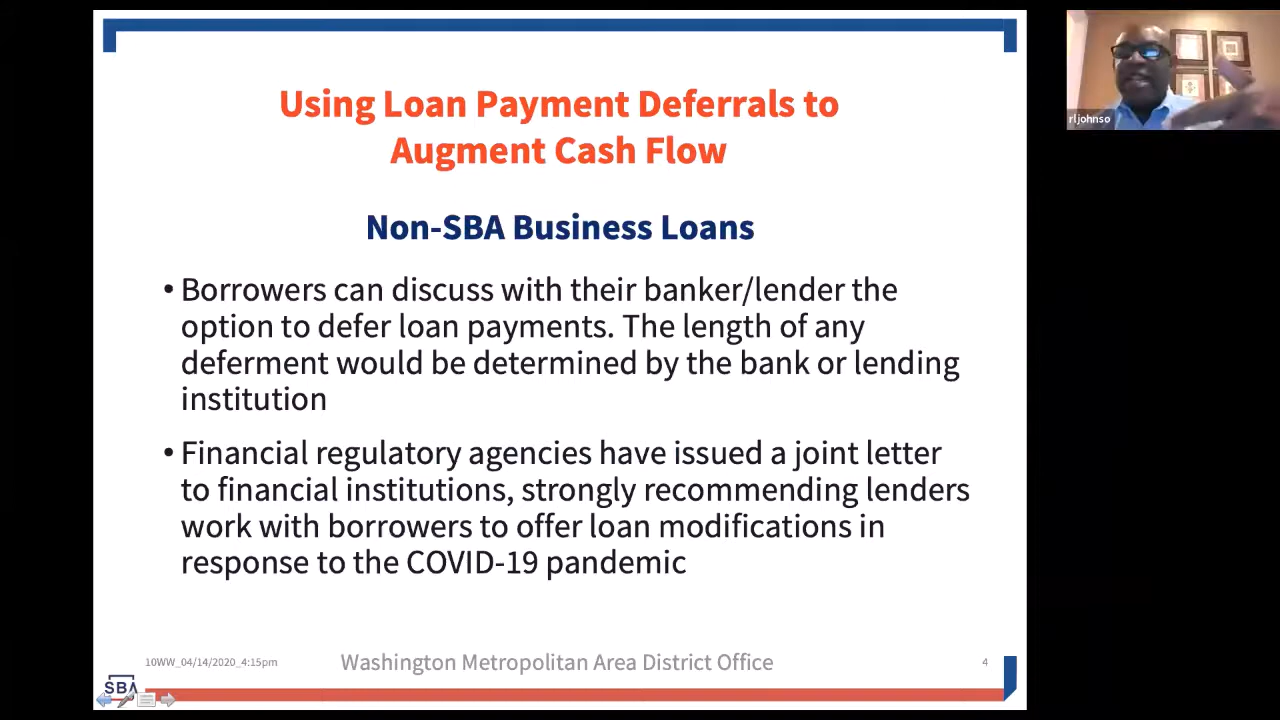 Using Loan Payment Deferrals to
Augment Cash Flow
Non-SBA Business Loans
• Borrowers can discuss with their banker/lender the
option to defer loan payments. The length of any
deferment would be determined by the bank or lending
institution
• Financial regulatory agencies have issued a joint letter
to financial institutions, strongly recommending lenders
work with borrowers to offer loan modifications in
response to the COVID-19 pandemic
10WW_04/14/2020_4:15pm
Washington Metropolitan Area District Office
4
SBA
rljohnso